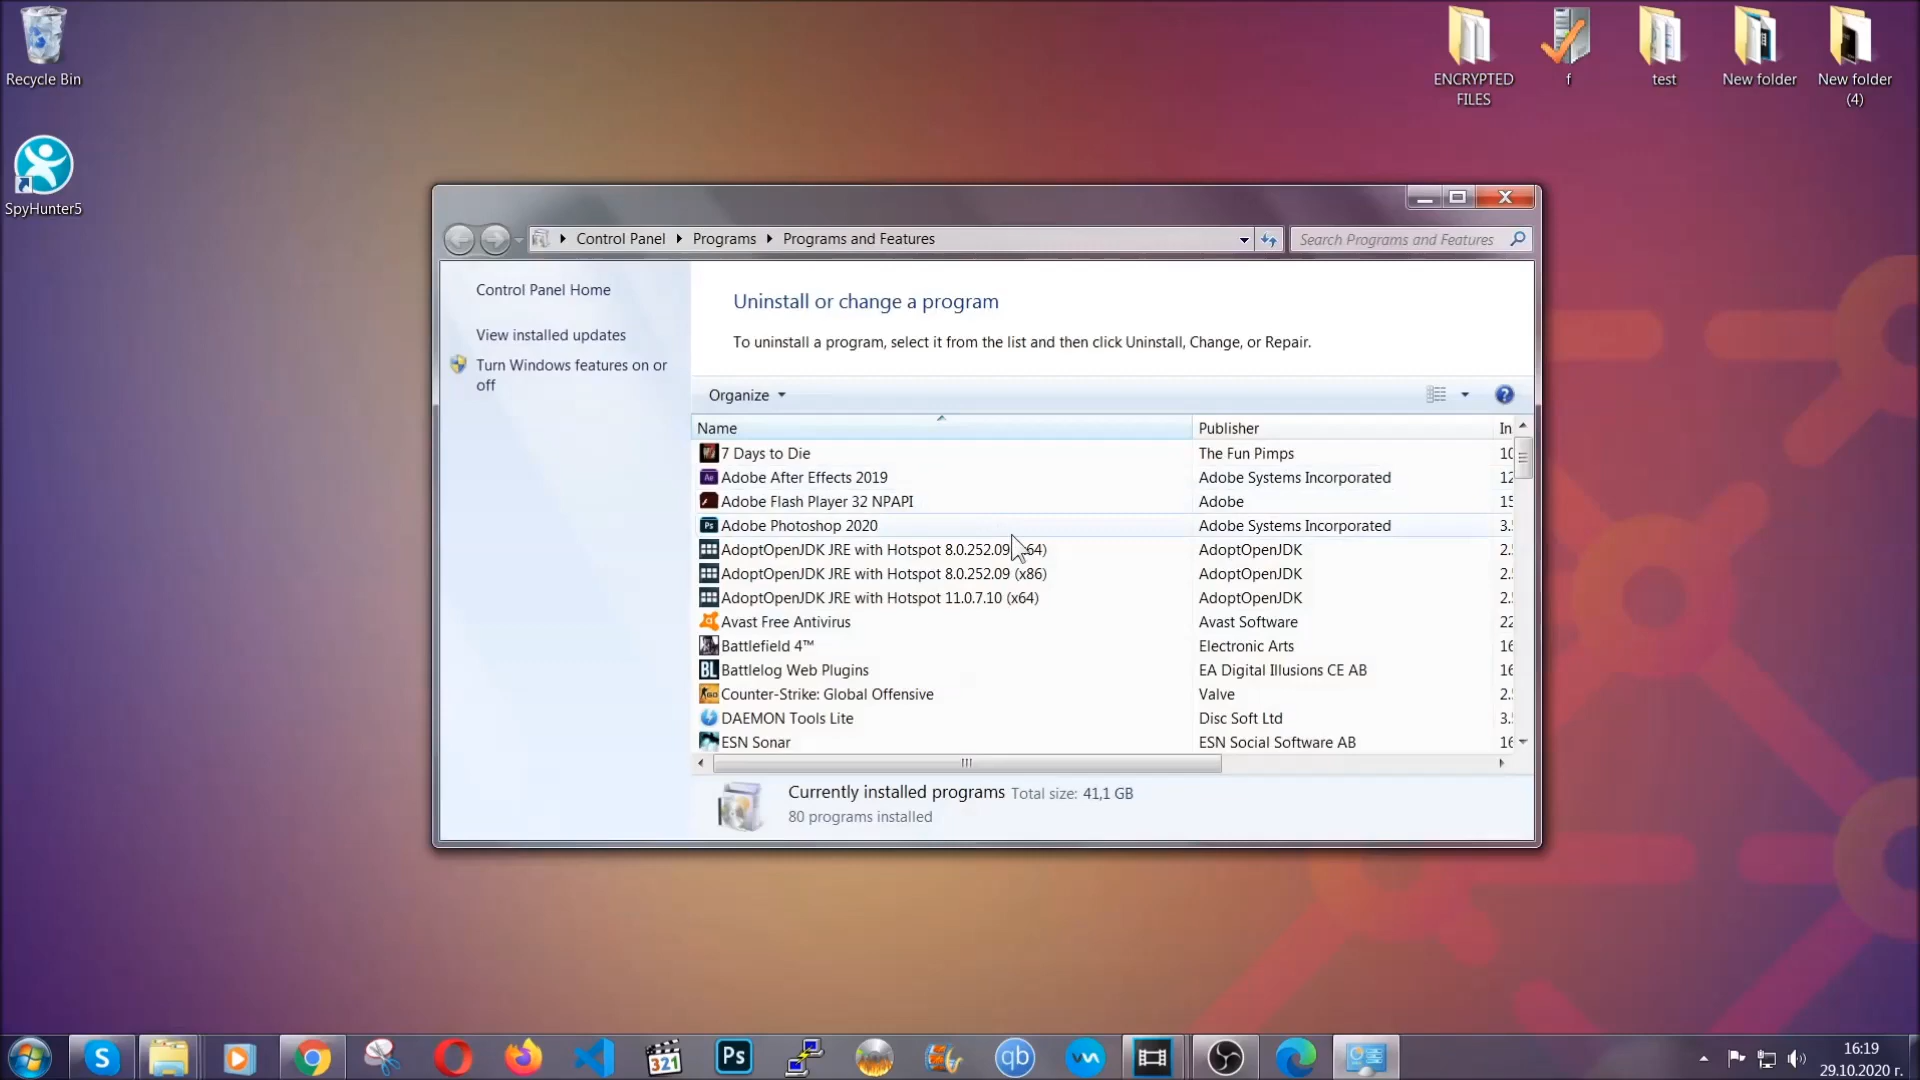 Recycle Bin
SpyHunter5
ENCRYPTED
FILES
f
test
New folder
New folder
(4)
Control Panel
Programs
Programs and Features
Search Programs and Features
Control Panel Home
View installed updates
Turn Windows features on or
off
Uninstall or change a program
To uninstall a program, select it from the list and then click Uninstall, Change, or Repair.
Organize
Name Publisher In
7 Days to Die The Fun Pimps 10
Adobe After Effects 2019 Adobe Systems Incorporated 12
Adobe Flash Player 32 NPAPI Adobe 15
Adobe Photoshop 2020 Adobe Systems Incorporated 3.
AdoptOpenJDK JRE with Hotspot 8.0.252.09 64) AdoptOpenJDK 2.
AdoptOpenJDK JRE with Hotspot 8.0.252.09 (x86) AdoptOpenJDK 2.
AdoptOpenJDK JRE with Hotspot 11.0.7.10 (x64) AdoptOpenJDK 2.
Avast Free Antivirus Avast Software 22
Battlefield 4™ Electronic Arts 16
BL Battlelog Web Plugins EA Digital Illusions CE AB 16
Counter-Strike: Global Offensive Valve 2.
DAEMON Tools Lite Disc Soft Ltd 3.
ESN Sonar ESN Social Software AB 16
Currently installed programs Total size: 41,1 GB
80 programs installed
S
321
Ps
qb
16:19
29.10.2020 г.